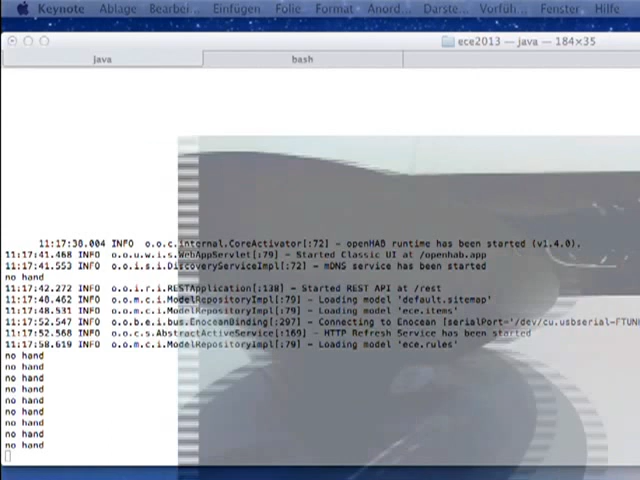 Keynote Ablage Bearbei... Einfügen Folie Format Anord... Darste... Vorfüh... Fenster Hilfe
ece2013 — java — 184×35
java bash
11:17:38.004 INFO o.o.c.internal.CoreActivator[:72] - openHAB runtime has been started (v1.4.0).
11:17:41.468 INFO o.o.u.w.i.s.WebAppServlet[:79] - Started Classic UI at /openhab.app
11:17:41.553 INFO o.o.i.s.i.DiscoveryServiceImpl[:72] - mDNS service has been started
no hand
11:17:42.272 INFO o.o.i.r.i.RESTApplication[:138] - Started REST API at /rest
11:17:48.462 INFO o.o.m.c.i.ModelRepositoryImpl[:79] - Loading model 'default.sitemap'
11:17:48.531 INFO o.o.m.c.i.ModelRepositoryImpl[:79] - Loading model 'ece.items'
11:17:52.547 INFO o.o.b.e.i.bus.EnoceanBinding[:297] - Connecting to Enocean [serialPort='/dev/cu.usbserial-FTUN
11:17:52.568 INFO o.o.c.s.AbstractActiveService[:169] - HTTP Refresh Service has been started
11:17:58.619 INFO o.o.m.c.i.ModelRepositoryImpl[:79] - Loading model 'ece.rules'
no hand
no hand
no hand
no hand
no hand
no hand
no hand
no hand
no hand